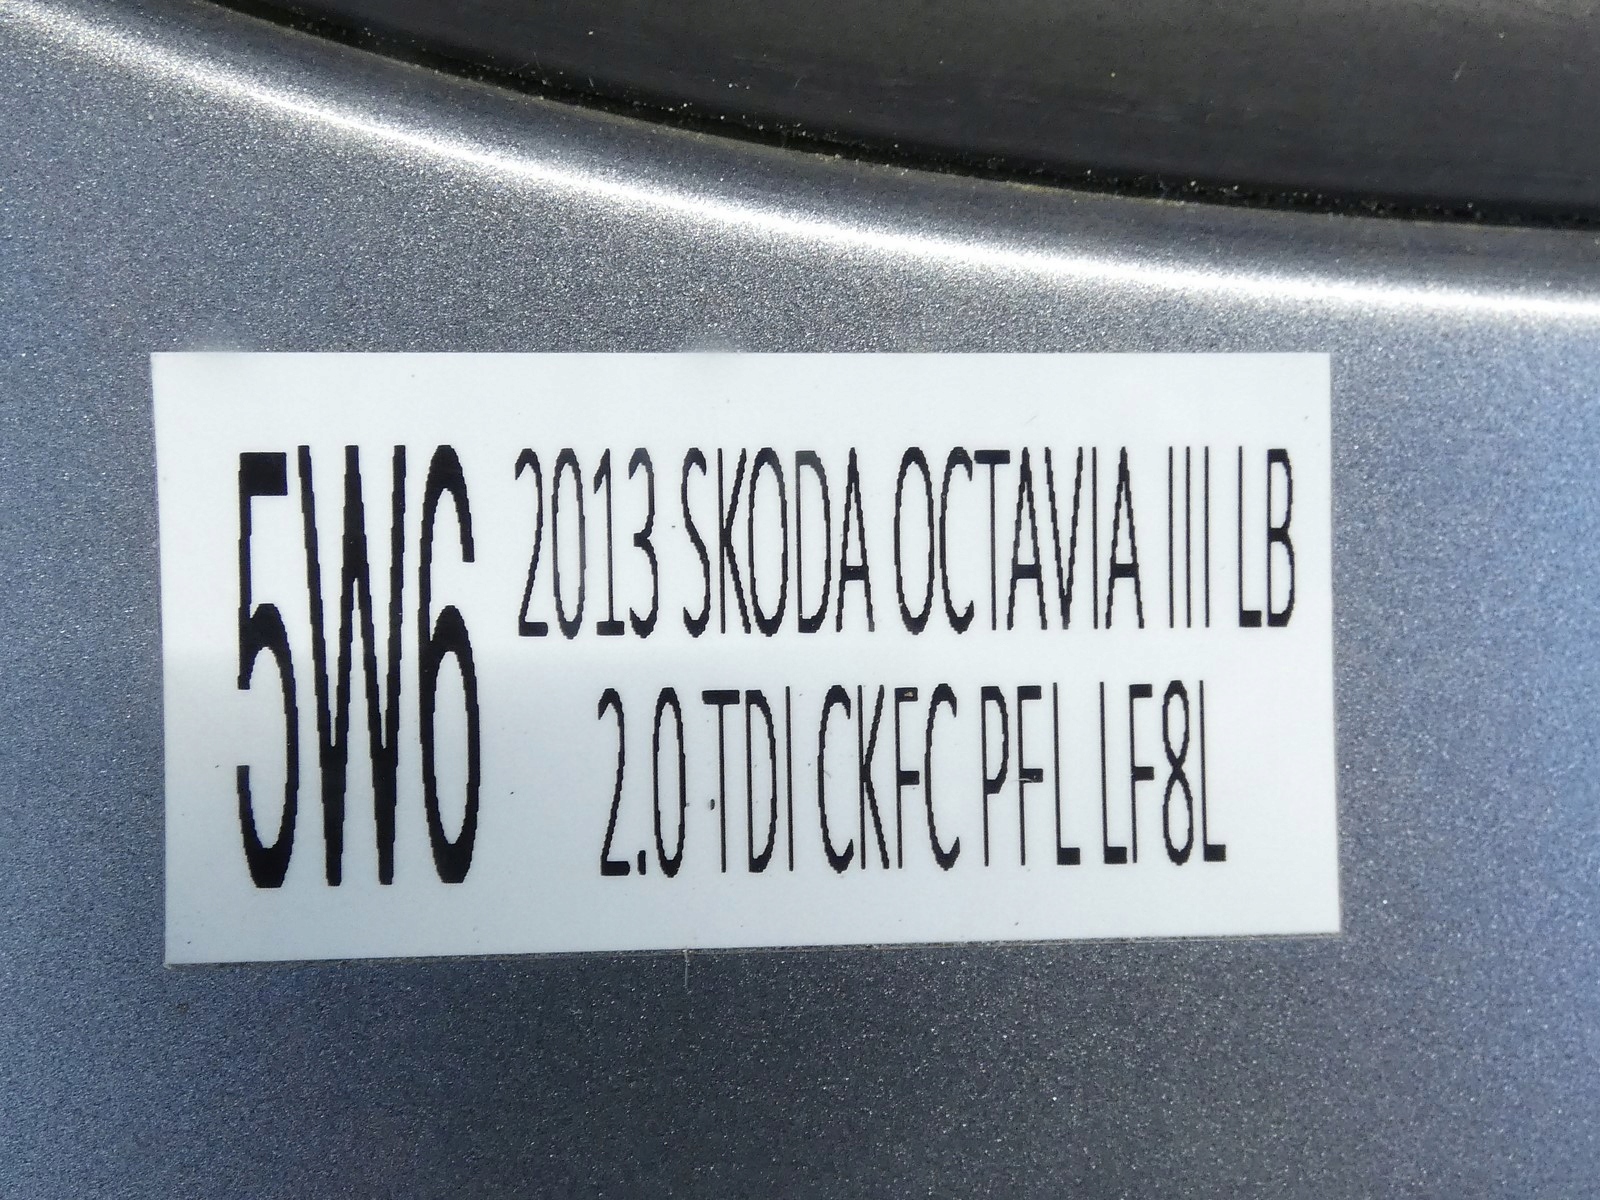 5W6
2013 SKODA OCTAVIA III LB
2.0 TDI CKFC PFL LF8L